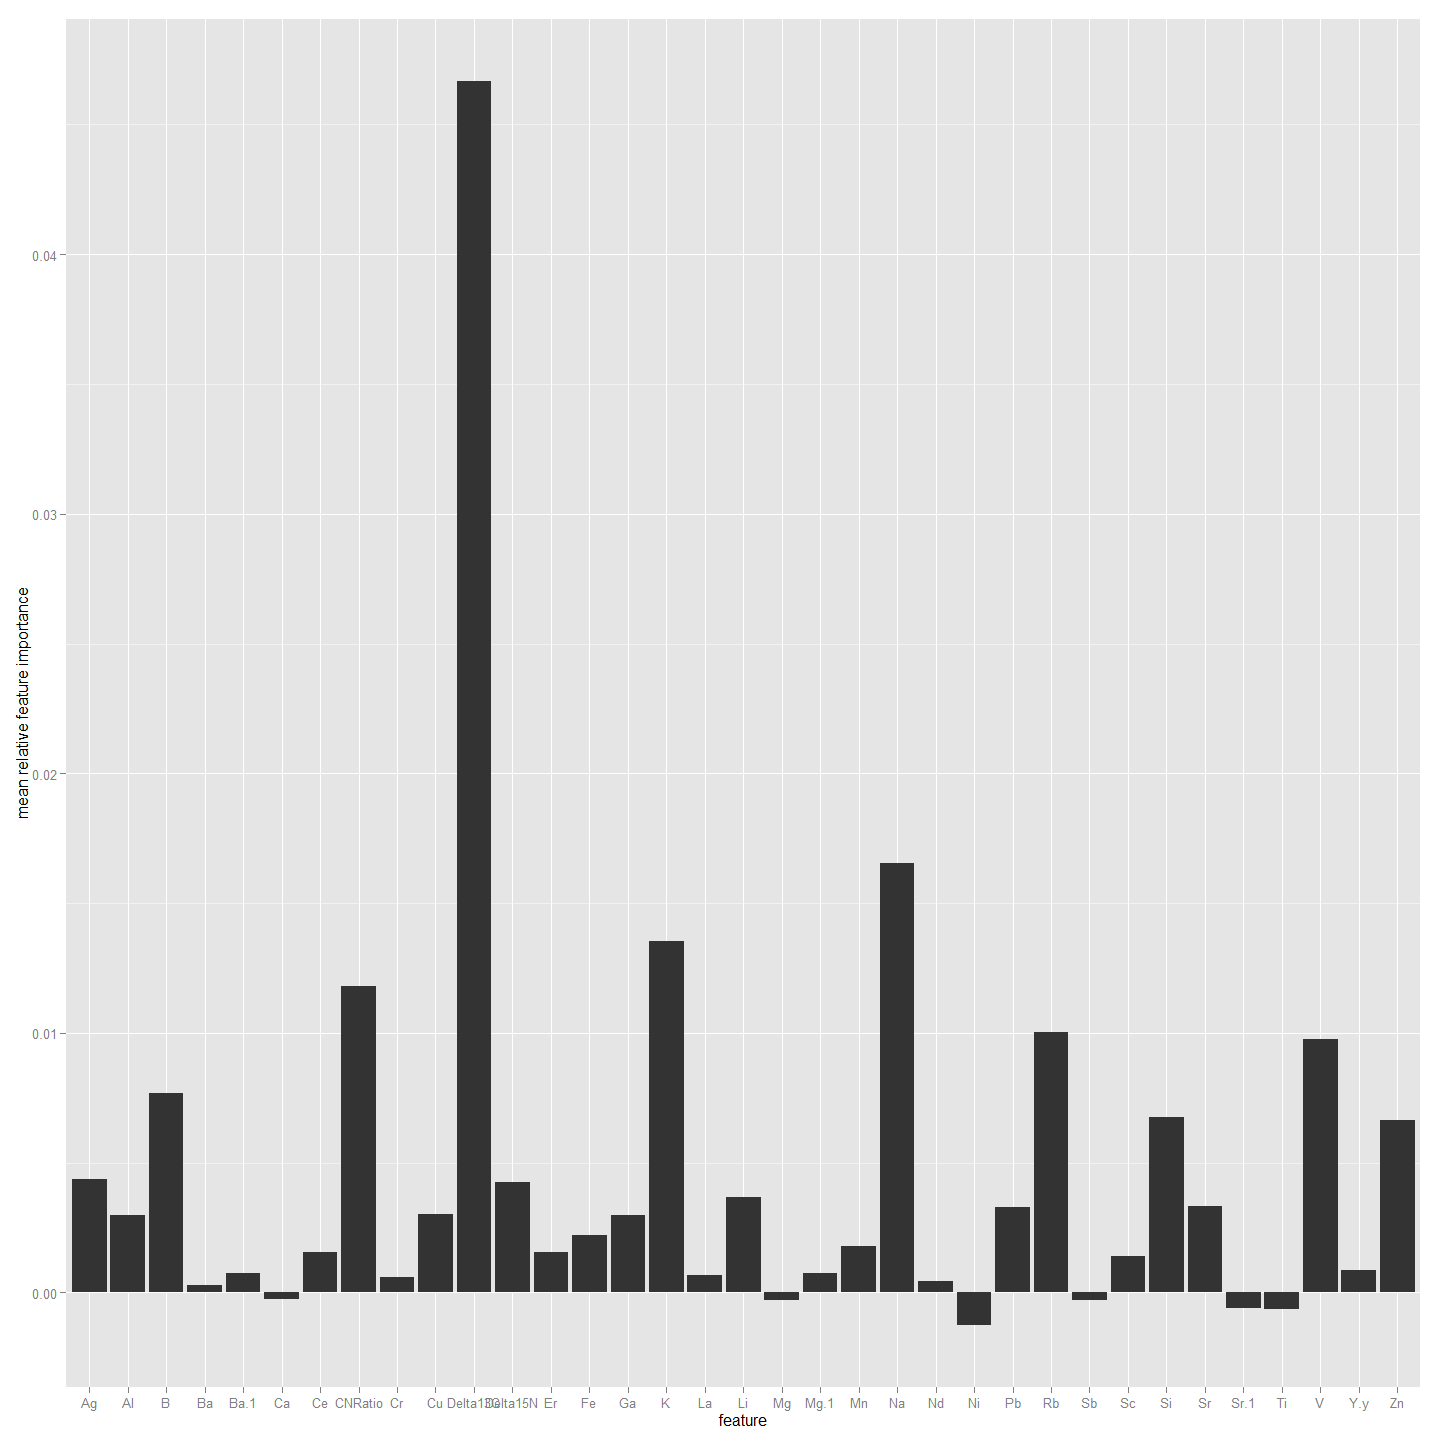 mean relative feature importance
0.04
0.03
0.02
0.01
0.00
Ag Al B Ba Ba.1 Ca Ce CNRatio Cr Cu Delta13C Delta15N Er Fe Ga K La Li Mg Mg.1 Mn Na Nd Ni Pb Rb Sb Sc Si Sr Sr.1 Ti V Y.y Zn
feature